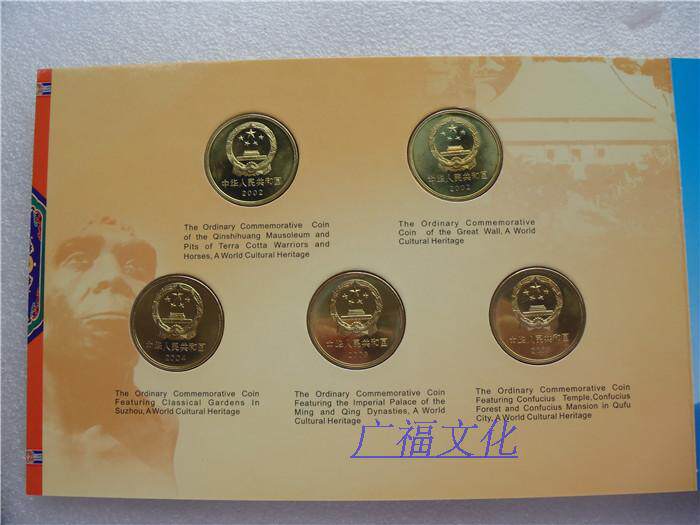 中华人民共和国
2002
中华人民共和国
2002
The Ordinary Commemorative Coin
of the Qinshihuang Mausoleum and
Pits of Terra Cotta Warriors and
Horses, A World Cultural Heritage
The Ordinary Commemorative
Coin of the Great Wall, A World
Cultural Heritage
中华人民共和国
2004
中华人民共和国
中华人民共和国
The Ordinary Commemorative Coin
Featuring Classical Gardens In
Suzhou, A World Cultural Heritage
The Ordinary Commemorative Coin
Featuring the Imperial Palace of the
Ming and Qing Dynasties, A World
Cultural Heritage
The Ordinary Commemorative Coin
Featuring Confucius Temple, Confucius
Forest and Confucius Mansion in Qufu
City, A World Cultural Heritage
广福文化